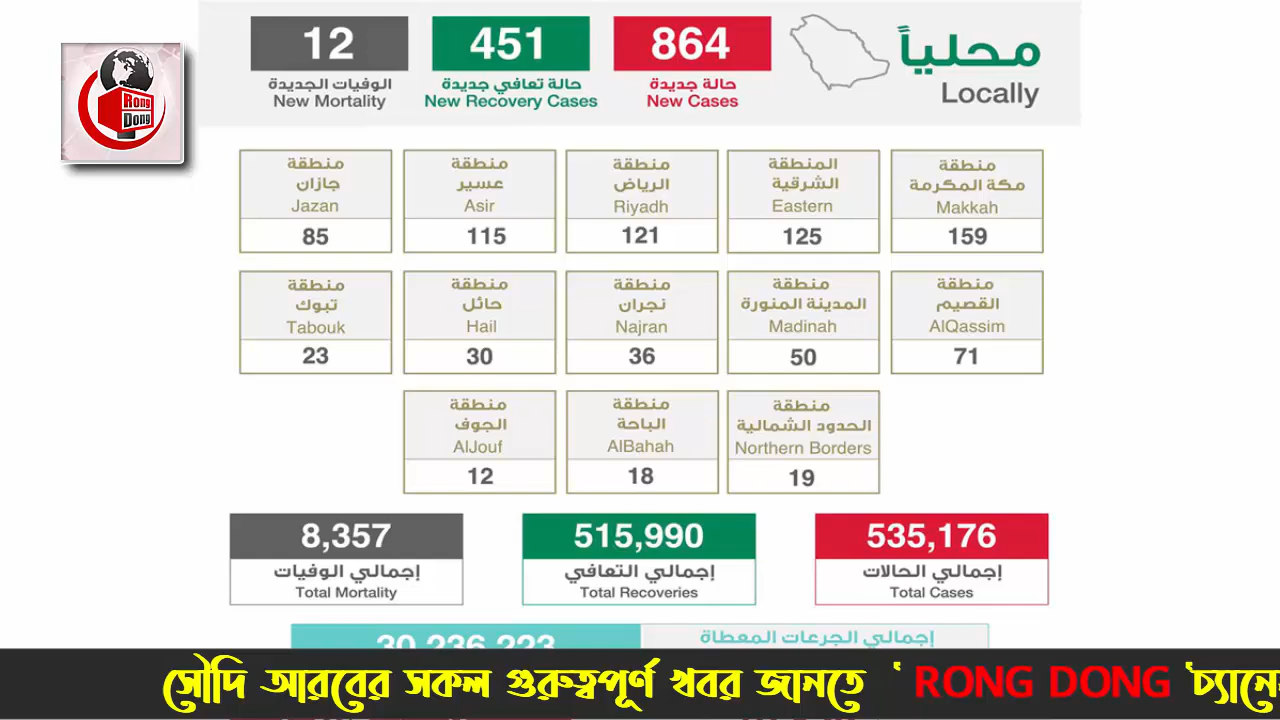 12
الوفيات الجديدة
New Mortality
451
حالة تعافي جديدة
New Recovery Cases
864
حالة جديدة
New Cases
محلياً
Locally
Rong
Dong
منطقة
جازان
Jazan
85
منطقة
عسير
Asir
115
منطقة
الرياض
Riyadh
121
المنطقة
الشرقية
Eastern
125
منطقة
مكة المكرمة
Makkah
159
منطقة
تبوك
Tabouk
23
منطقة
حائل
Hail
30
منطقة
نجران
Najran
36
منطقة
المدينة المنورة
Madinah
50
منطقة
القصيم
AlQassim
71
منطقة
الجوف
AlJouf
12
منطقة
الباحة
AlBahah
18
منطقة
الحدود الشمالية
Northern Borders
19
8,357
إجمالي الوفيات
Total Mortality
515,990
إجمالي التعافي
Total Recoveries
535,176
إجمالي الحالات
Total Cases
30,236,223
إجمالي الجرعات المعطاة
সৌদি আরবের সকল গুরুত্বপূর্ণ খবর জানতে ' RONG DONG 'চ্যানে